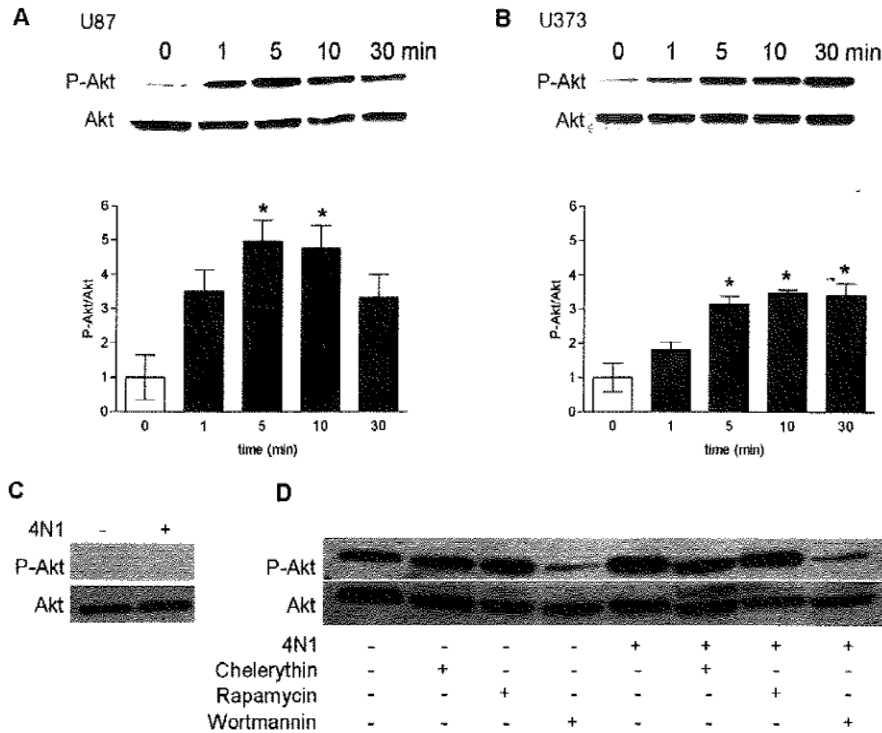 A U87
0 1 5 10 30 min
P-Akt
Akt
6
5
4
3
2
1
0
P-Akt/Akt
* *
0 1 5 10 30
time (min)
B U373
0 1 5 10 30 min
P-Akt
Akt
6
5
4
3
2
1
0
P-Akt/Akt
* * *
0 1 5 10 30
time (min)
C
4N1 - +
P-Akt
Akt
D
P-Akt
Akt
4N1 - - - - + + + +
Chelerythin - + - - - + - -
Rapamycin - - + - - - + -
Wortmannin - - - + - - - +